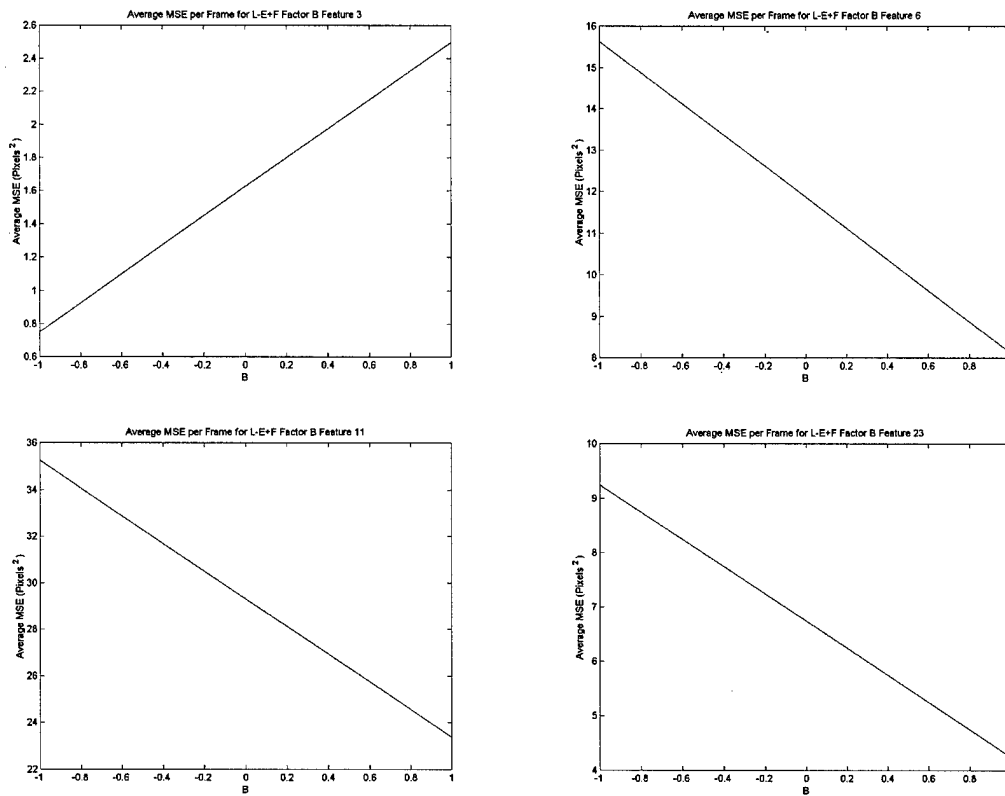 Average MSE per Frame for L-E+F Factor B Feature 3
2.6
2.4
2.2
2
1.8
1.6
1.4
1.2
1
0.8
0.6
Average MSE (Pixels^2)
-1 -0.8 -0.6 -0.4 -0.2 0 0.2 0.4 0.6 0.8 1
B
Average MSE per Frame for L-E+F Factor B Feature 6
16
15
14
13
12
11
10
9
8
Average MSE (Pixels^2)
-1 -0.8 -0.6 -0.4 -0.2 0 0.2 0.4 0.6 0.8
B
Average MSE per Frame for L-E+F Factor B Feature 11
36
34
32
30
28
26
24
22
Average MSE (Pixels^2)
-1 -0.8 -0.6 -0.4 -0.2 0 0.2 0.4 0.6 0.8 1
B
Average MSE per Frame for L-E+F Factor B Feature 23
10
9
8
7
6
5
4
Average MSE (Pixels^2)
-1 -0.8 -0.6 -0.4 -0.2 0 0.2 0.4 0.6 0.8
B